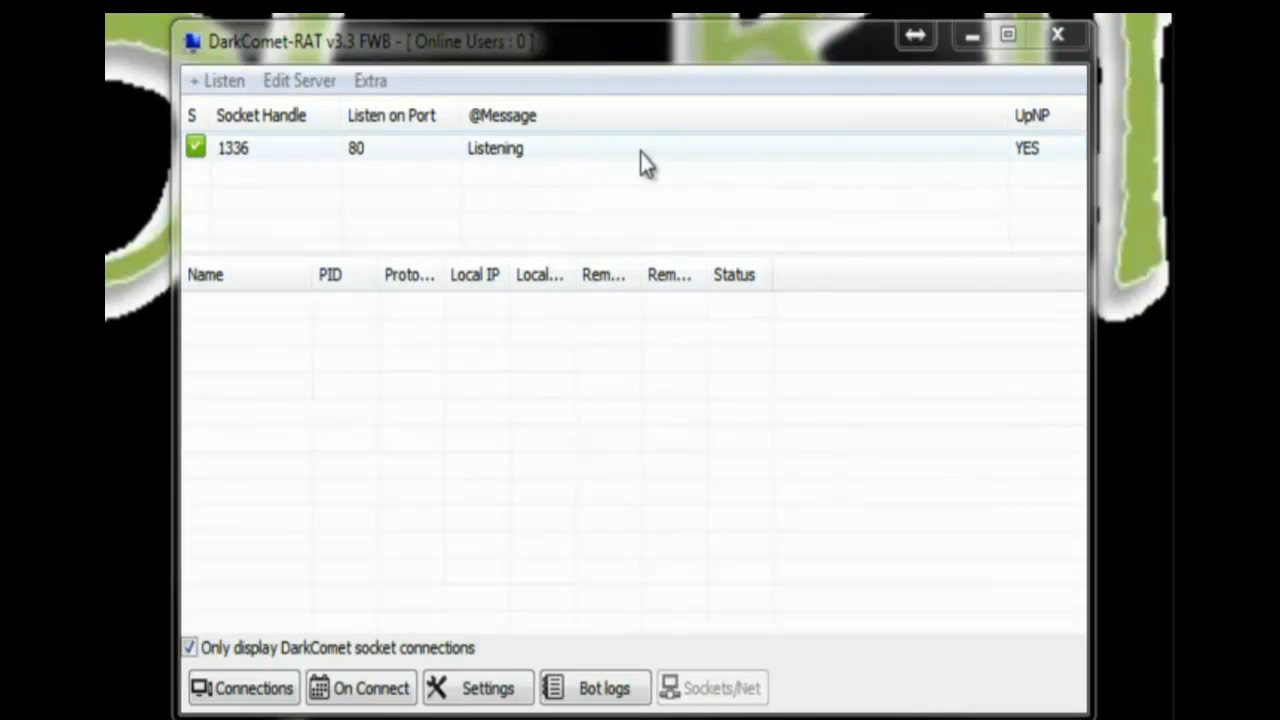 DarkComet-RAT v3.3 FWB - [ Online Users : 0 ]
+ Listen Edit Server Extra
S Socket Handle Listen on Port @Message UpNP
1336 80 Listening YES
Name PID Proto... Local IP Local... Rem... Rem... Status
Only display DarkComet socket connections
Connections On Connect Settings Bot logs Sockets/Net